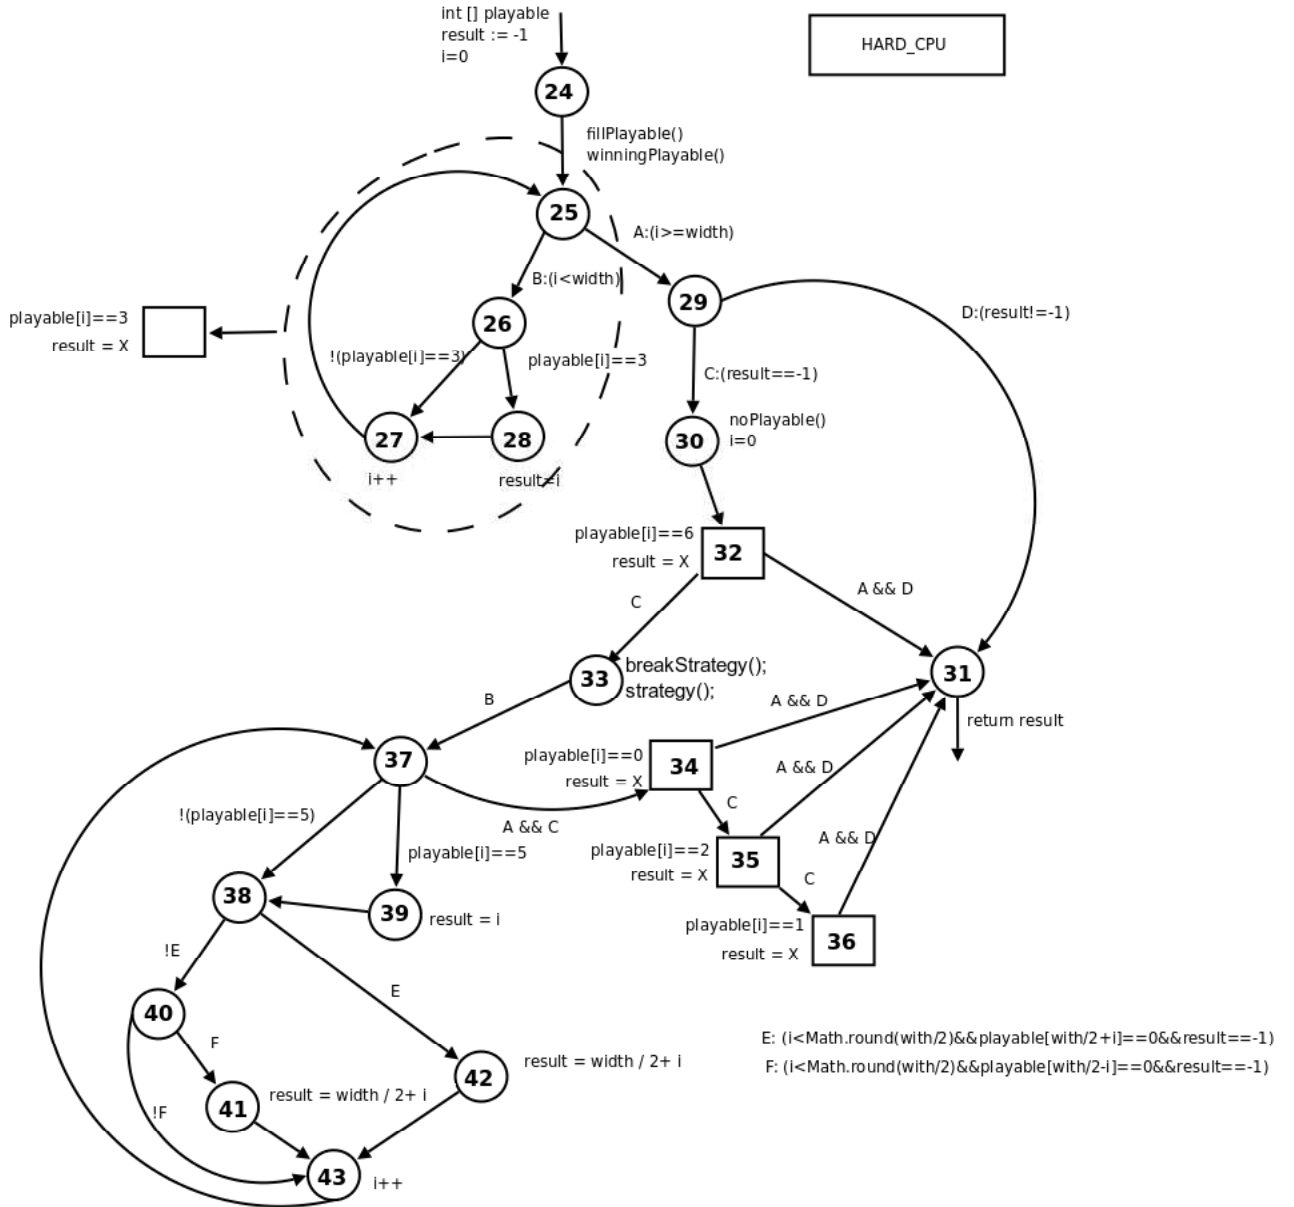 int [] playable
result := -1
i=0
HARD_CPU
24
fillPlayable()
winningPlayable()
25
A:(i>=width)
B:(i<width)
29
D:(result!=-1)
26
playable[i]==3
result = X
!(playable[i]==3)
playable[i]==3
C:(result==-1)
27
28
i++
result=i
30
noPlayable()
i=0
playable[i]==6
result = X
32
A && D
C
33
breakStrategy();
strategy();
31
B
A && D
return result
37
playable[i]==0
result = X
34
A && D
C
!(playable[i]==5)
A && C
playable[i]==5
A && D
playable[i]==2
result = X
35
C
38
39
result = i
playable[i]==1
result = X
36
!E
E
40
F
E: (i<Math.round(with/2)&&playable[with/2+i]==0&&result==-1)
F: (i<Math.round(with/2)&&playable[with/2-i]==0&&result==-1)
42
result = width / 2+ i
41
result = width / 2+ i
!F
43
i++